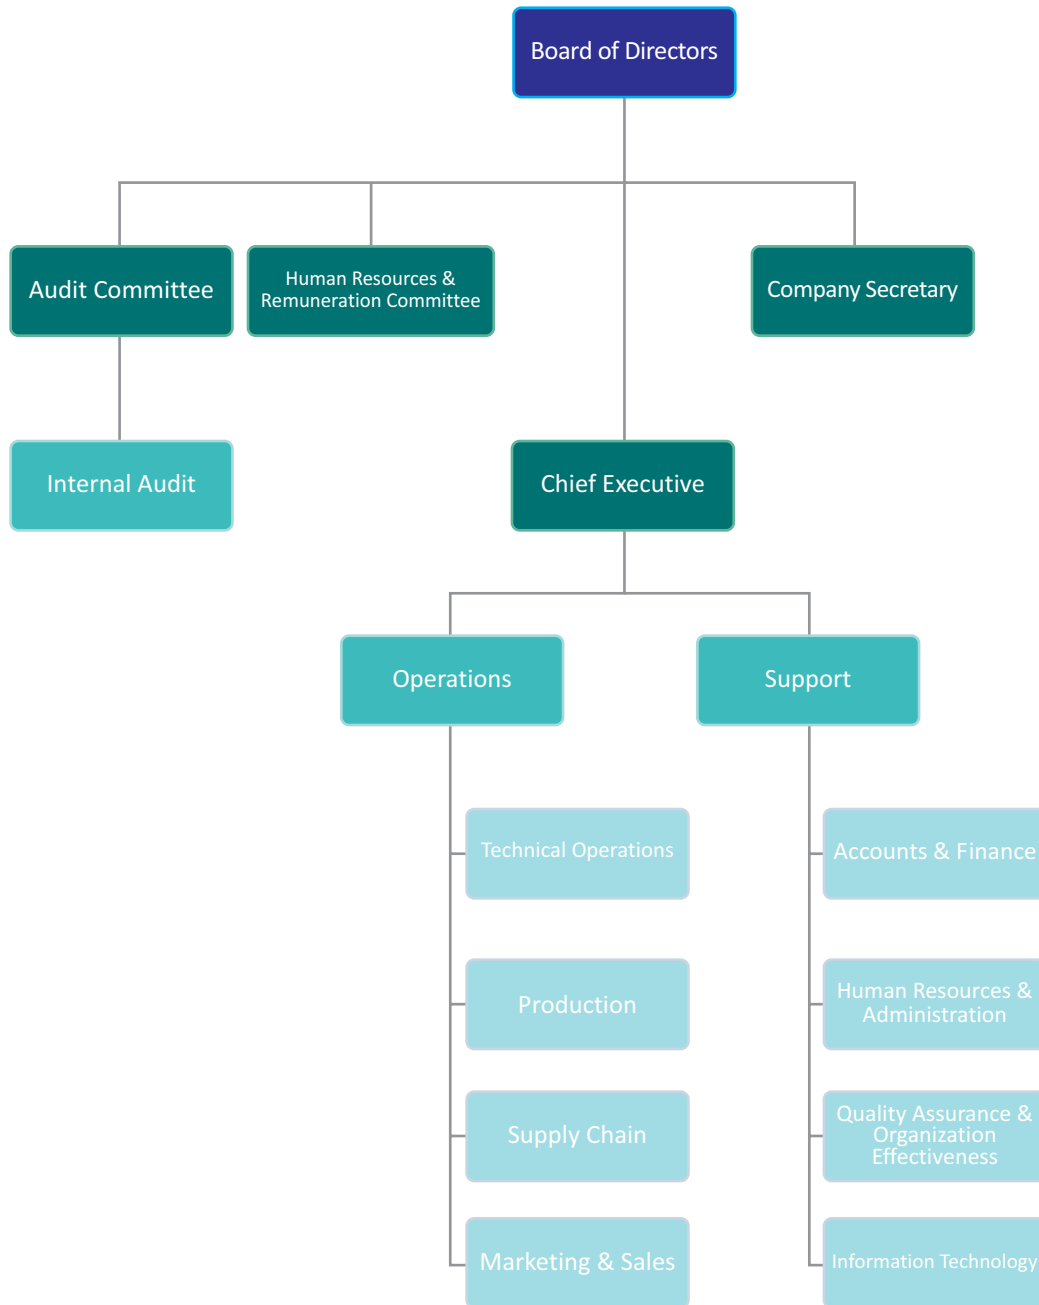 Board of Directors
Audit Committee
Human Resources &
Remuneration Committee
Company Secretary
Internal Audit
Chief Executive
Operations
Support
Technical Operations
Accounts & Finance
Production
Human Resources &
Administration
Supply Chain
Quality Assurance &
Organization
Effectiveness
Marketing & Sales
Information Technology